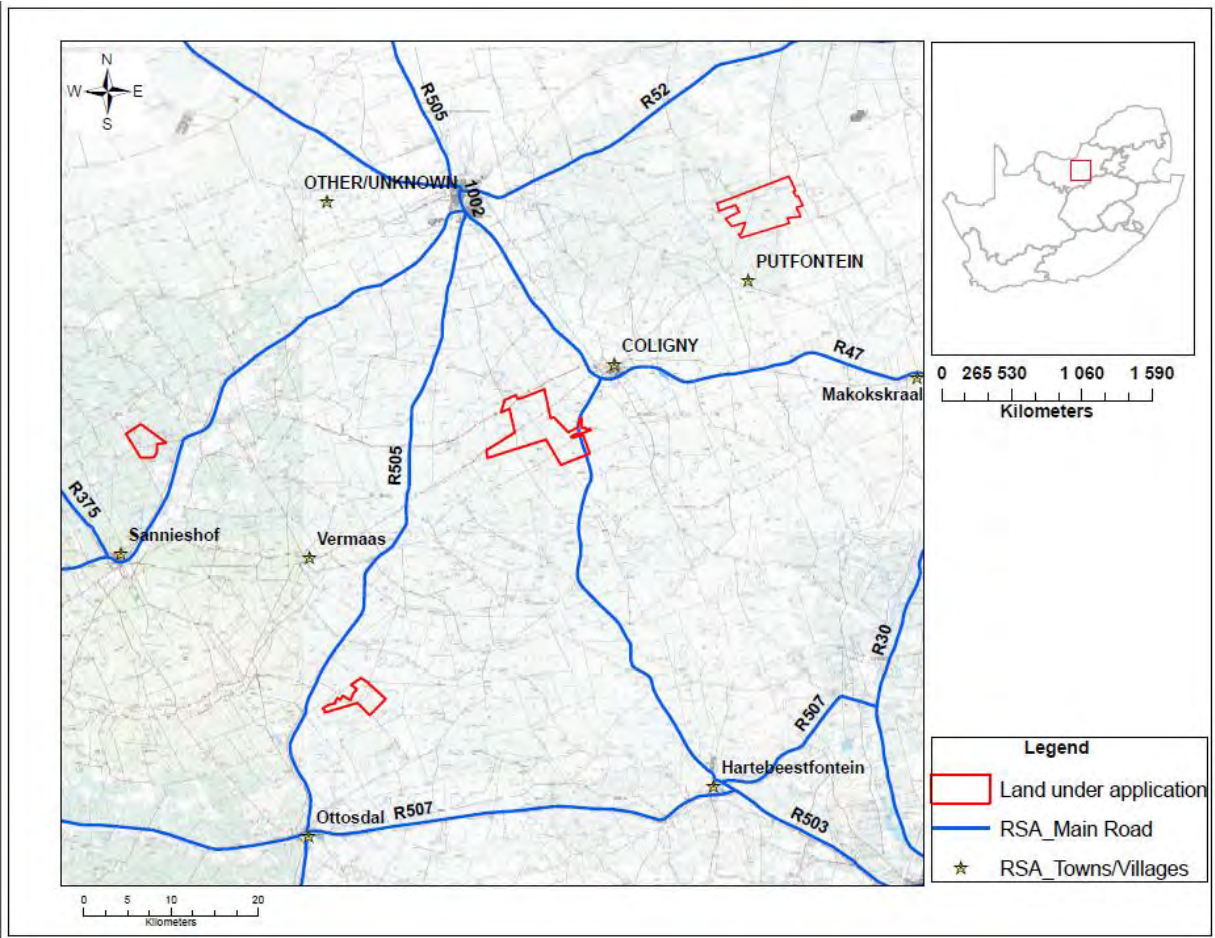 N
W E
S
R505
R52
OTHER/UNKNOWN
1002
PUTFONTEIN
COLIGNY
R47
Makokskraal
R505
R375
Sannieshof
Vermaas
R30
R507
Hartebeestfontein
Ottosdal R507
R503
0 5 10 20
Kilometers
0 265 530 1 060 1 590
Kilometers
Legend
Land under application
RSA_Main Road
RSA_Towns/Villages